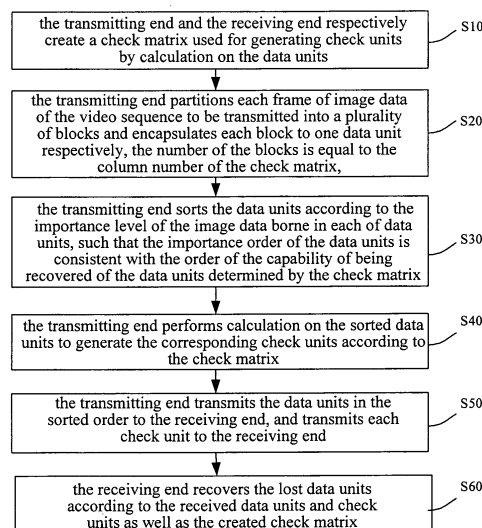 the transmitting end and the receiving end respectively
create a check matrix used for generating check units
by calculation on the data units
S10
the transmitting end partitions each frame of image data
of the video sequence to be transmitted into a plurality
of blocks and encapsulates each block to one data unit
respectively, the number of the blocks is equal to the
column number of the check matrix,
S20
the transmitting end sorts the data units according to the
importance level of the image data borne in each of data
units, such that the importance order of the data units is
consistent with the order of the capability of being
recovered of the data units determined by the check matrix
S30
the transmitting end performs calculation on the sorted data
units to generate the corresponding check units according to
the check matrix
S40
the transmitting end transmits the data units in the
sorted order to the receiving end, and transmits each
check unit to the receiving end
S50
the receiving end recovers the lost data units
according to the received data units and check
units as well as the created check matrix
S60